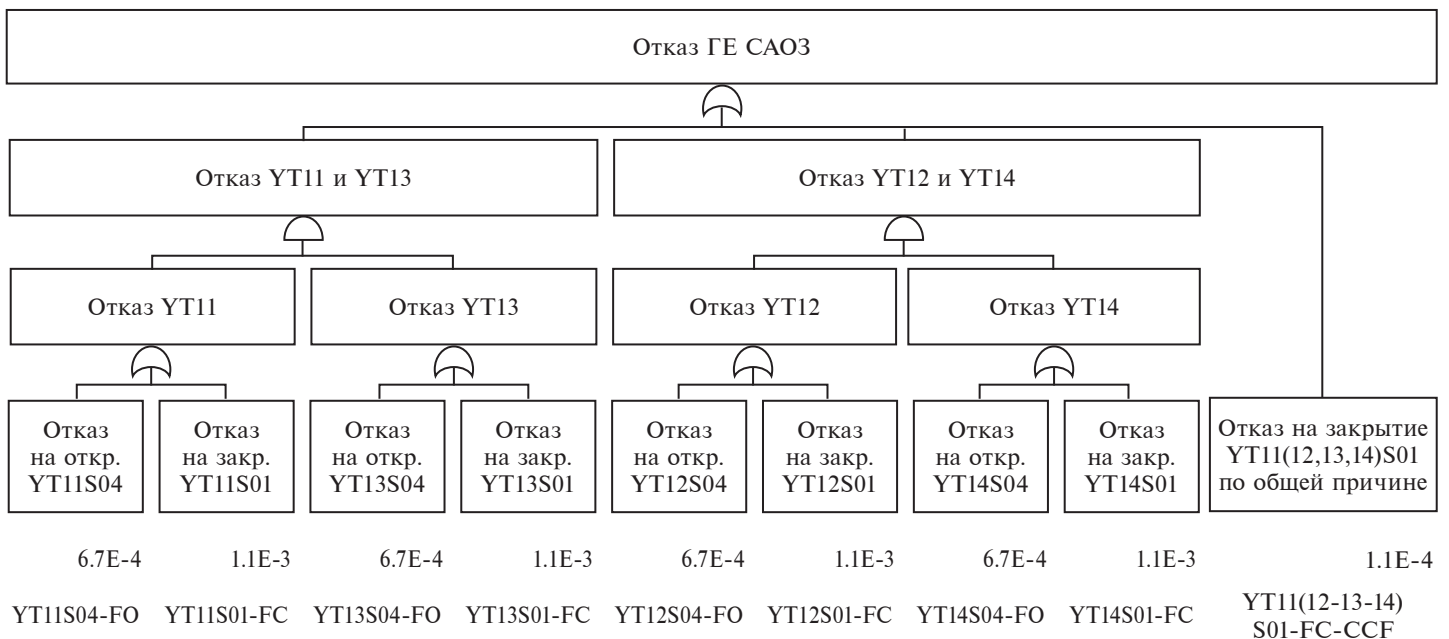 Отказ ГЕ САОЗ
Отказ YT11 и YT13
Отказ YT12 и YT14
Отказ YT11
Отказ YT13
Отказ YT12
Отказ YT14
Отказ
на откр.
YT11S04
Отказ
на закр.
YT11S01
Отказ
на откр.
YT13S04
Отказ
на закр.
YT13S01
Отказ
на откр.
YT12S04
Отказ
на закр.
YT12S01
Отказ
на откр.
YT14S04
Отказ
на закр.
YT14S01
Отказ на закрытие
YT11(12,13,14)S01
по общей причине
6.7E-4
1.1E-3
6.7E-4
1.1E-3
6.7E-4
1.1E-3
6.7E-4
1.1E-3
1.1E-4
YT11S04-FO
YT11S01-FC
YT13S04-FO
YT13S01-FC
YT12S04-FO
YT12S01-FC
YT14S04-FO
YT14S01-FC
YT11(12-13-14)
S01-FC-CCF